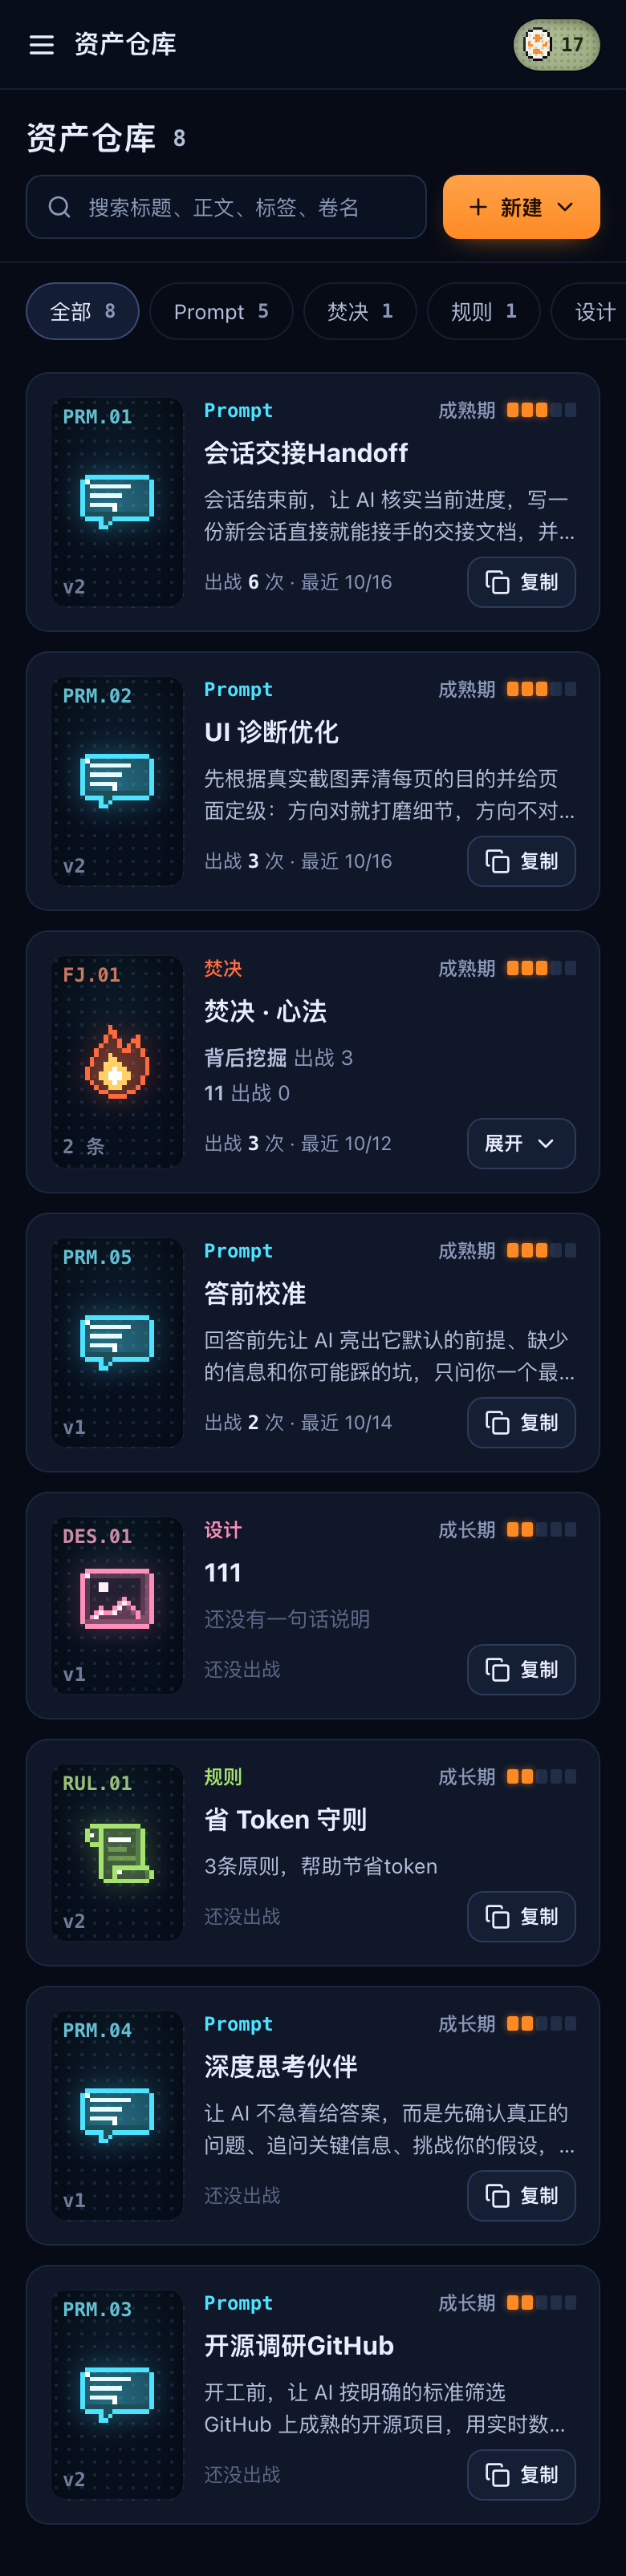 资产仓库
17
资产仓库 8
搜索标题、正文、标签、卷名
新建
全部 8
Prompt 5
焚决 1
规则 1
设计
PRM.01
v2
Prompt
成熟期
会话交接Handoff
会话结束前，让 AI 核实当前进度，写一
份新会话直接就能接手的交接文档，并...
出战 6 次 · 最近 10/16
复制
PRM.02
v2
Prompt
成熟期
UI 诊断优化
先根据真实截图弄清每页的目的并给页
面定级：方向对就打磨细节，方向不对...
出战 3 次 · 最近 10/16
复制
FJ.01
2 条
焚决
成熟期
焚决 · 心法
背后挖掘 出战 3
11 出战 0
出战 3 次 · 最近 10/12
展开
PRM.05
v1
Prompt
成熟期
答前校准
回答前先让 AI 亮出它默认的前提、缺少
的信息和你可能踩的坑，只问你一个最...
出战 2 次 · 最近 10/14
复制
DES.01
v1
设计
成长期
111
还没有一句话说明
还没出战
复制
RUL.01
v2
规则
成长期
省 Token 守则
3条原则，帮助节省token
还没出战
复制
PRM.04
v1
Prompt
成长期
深度思考伙伴
让 AI 不急着给答案，而是先确认真正的
问题、追问关键信息、挑战你的假设，...
还没出战
复制
PRM.03
v2
Prompt
成长期
开源调研GitHub
开工前，让 AI 按明确的标准筛选
GitHub 上成熟的开源项目，用实时数...
还没出战
复制